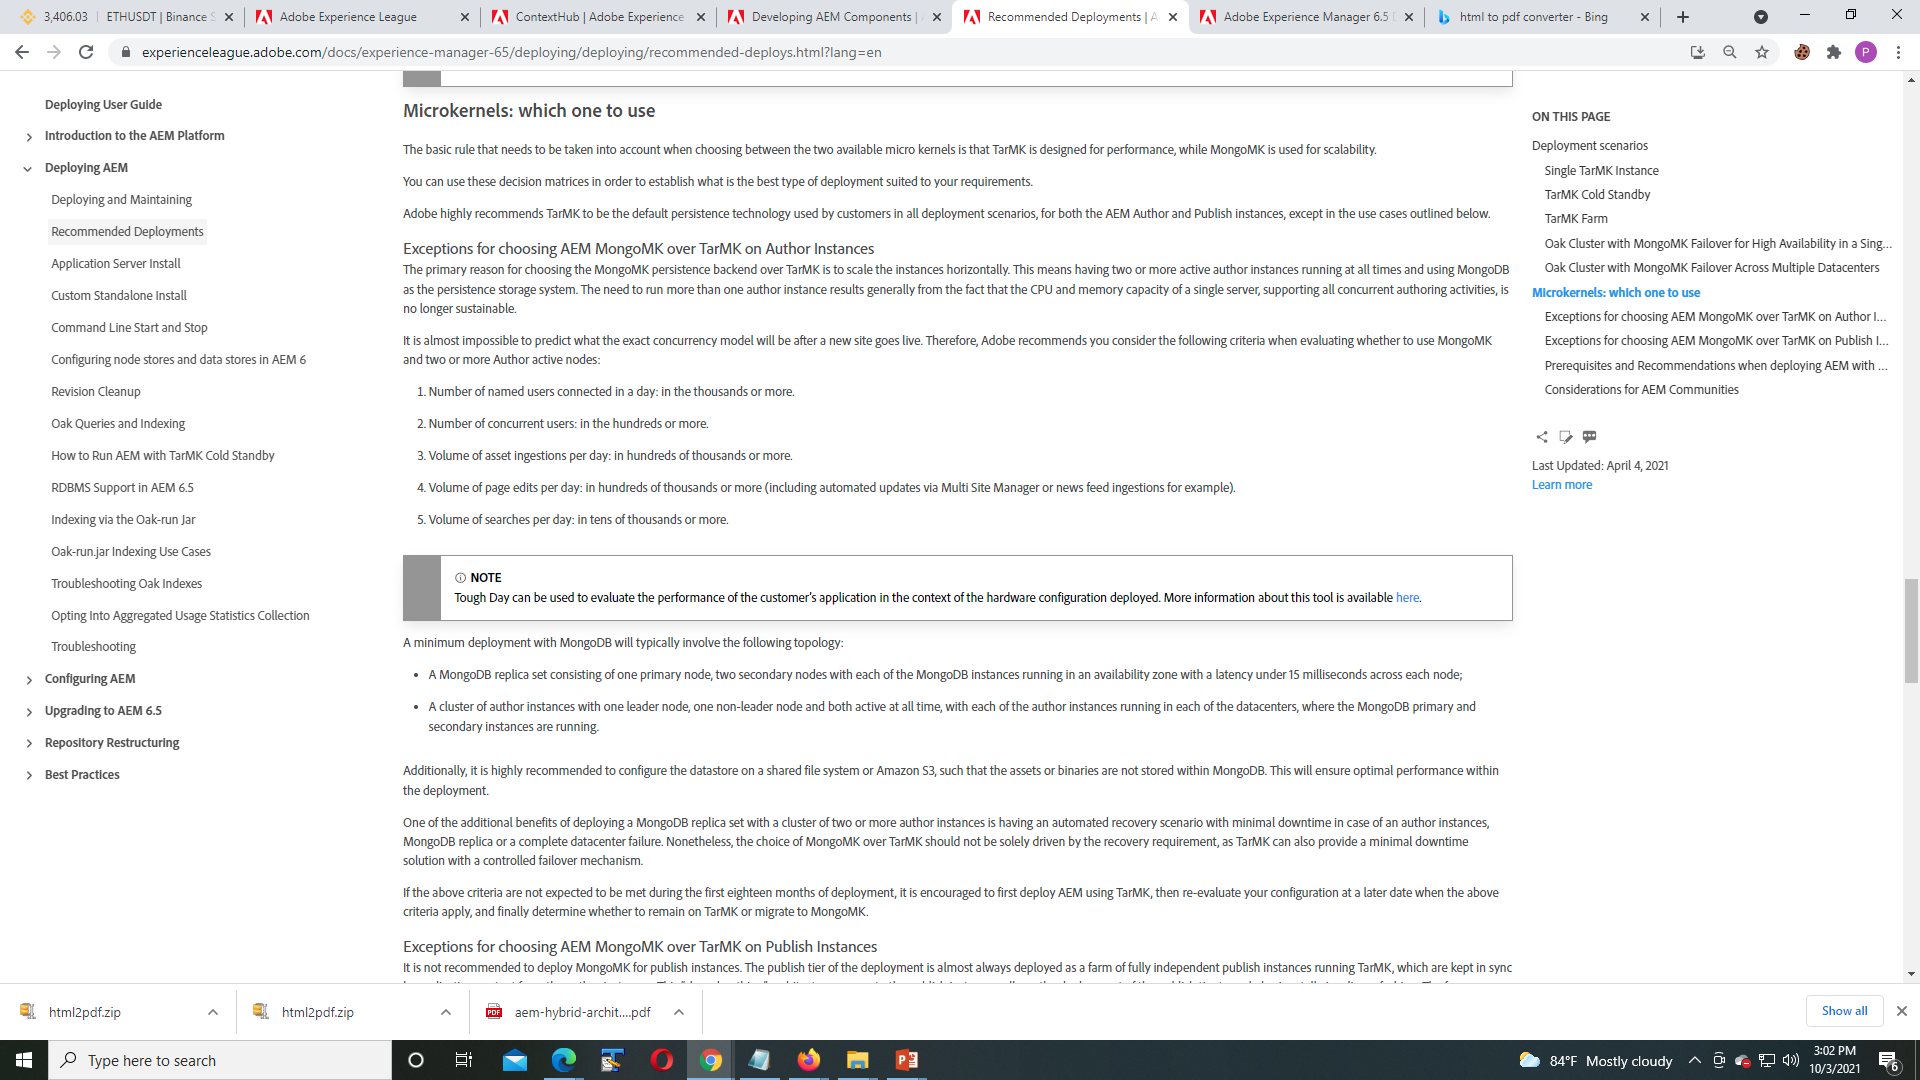 3,406.03 | ETHUSDT | Binance S
Adobe Experience League
ContextHub | Adobe Experience
Developing AEM Components |
Recommended Deployments | A
Adobe Experience Manager 6.5 D
html to pdf converter - Bing
experienceleague.adobe.com/docs/experience-manager-65/deploying/deploying/recommended-deploys.html?lang=en
P
Deploying User Guide
Introduction to the AEM Platform
Deploying AEM
Deploying and Maintaining
Recommended Deployments
Application Server Install
Custom Standalone Install
Command Line Start and Stop
Configuring node stores and data stores in AEM 6
Revision Cleanup
Oak Queries and Indexing
How to Run AEM with TarMK Cold Standby
RDBMS Support in AEM 6.5
Indexing via the Oak-run Jar
Oak-run.jar Indexing Use Cases
Troubleshooting Oak Indexes
Opting Into Aggregated Usage Statistics Collection
Troubleshooting
Configuring AEM
Upgrading to AEM 6.5
Repository Restructuring
Best Practices
Microkernels: which one to use
The basic rule that needs to be taken into account when choosing between the two available micro kernels is that TarMK is designed for performance, while MongoMK is used for scalability.
You can use these decision matrices in order to establish what is the best type of deployment suited to your requirements.
Adobe highly recommends TarMK to be the default persistence technology used by customers in all deployment scenarios, for both the AEM Author and Publish instances, except in the use cases outlined below.
Exceptions for choosing AEM MongoMK over TarMK on Author Instances
The primary reason for choosing the MongoMK persistence backend over TarMK is to scale the instances horizontally. This means having two or more active author instances running at all times and using MongoDB
as the persistence storage system. The need to run more than one author instance results generally from the fact that the CPU and memory capacity of a single server, supporting all concurrent authoring activities, is
no longer sustainable.
It is almost impossible to predict what the exact concurrency model will be after a new site goes live. Therefore, Adobe recommends you consider the following criteria when evaluating whether to use MongoMK
and two or more Author active nodes:
1. Number of named users connected in a day: in the thousands or more.
2. Number of concurrent users: in the hundreds or more.
3. Volume of asset ingestions per day: in hundreds of thousands or more.
4. Volume of page edits per day: in hundreds of thousands or more (including automated updates via Multi Site Manager or news feed ingestions for example).
5. Volume of searches per day: in tens of thousands or more.
NOTE
Tough Day can be used to evaluate the performance of the customer's application in the context of the hardware configuration deployed. More information about this tool is available here.
A minimum deployment with MongoDB will typically involve the following topology:
• A MongoDB replica set consisting of one primary node, two secondary nodes with each of the MongoDB instances running in an availability zone with a latency under 15 milliseconds across each node;
• A cluster of author instances with one leader node, one non-leader node and both active at all time, with each of the author instances running in each of the datacenters, where the MongoDB primary and
secondary instances are running.
Additionally, it is highly recommended to configure the datastore on a shared file system or Amazon S3, such that the assets or binaries are not stored within MongoDB. This will ensure optimal performance within
the deployment.
One of the additional benefits of deploying a MongoDB replica set with a cluster of two or more author instances is having an automated recovery scenario with minimal downtime in case of an author instances,
MongoDB replica or a complete datacenter failure. Nonetheless, the choice of MongoMK over TarMK should not be solely driven by the recovery requirement, as TarMK can also provide a minimal downtime
solution with a controlled failover mechanism.
If the above criteria are not expected to be met during the first eighteen months of deployment, it is encouraged to first deploy AEM using TarMK, then re-evaluate your configuration at a later date when the above
criteria apply, and finally determine whether to remain on TarMK or migrate to MongoMK.
Exceptions for choosing AEM MongoMK over TarMK on Publish Instances
It is not recommended to deploy MongoMK for publish instances. The publish tier of the deployment is almost always deployed as a farm of fully independent publish instances running TarMK, which are kept in sync
ON THIS PAGE
Deployment scenarios
Single TarMK Instance
TarMK Cold Standby
TarMK Farm
Oak Cluster with MongoMK Failover for High Availability in a Sing...
Oak Cluster with MongoMK Failover Across Multiple Datacenters
Microkernels: which one to use
Exceptions for choosing AEM MongoMK over TarMK on Author I...
Exceptions for choosing AEM MongoMK over TarMK on Publish I...
Prerequisites and Recommendations when deploying AEM with ...
Considerations for AEM Communities
Last Updated: April 4, 2021
Learn more
html2pdf.zip
html2pdf.zip
PDF
aem-hybrid-archit....pdf
Show all
Type here to search
84°F Mostly cloudy
3:02 PM
10/3/2021
6